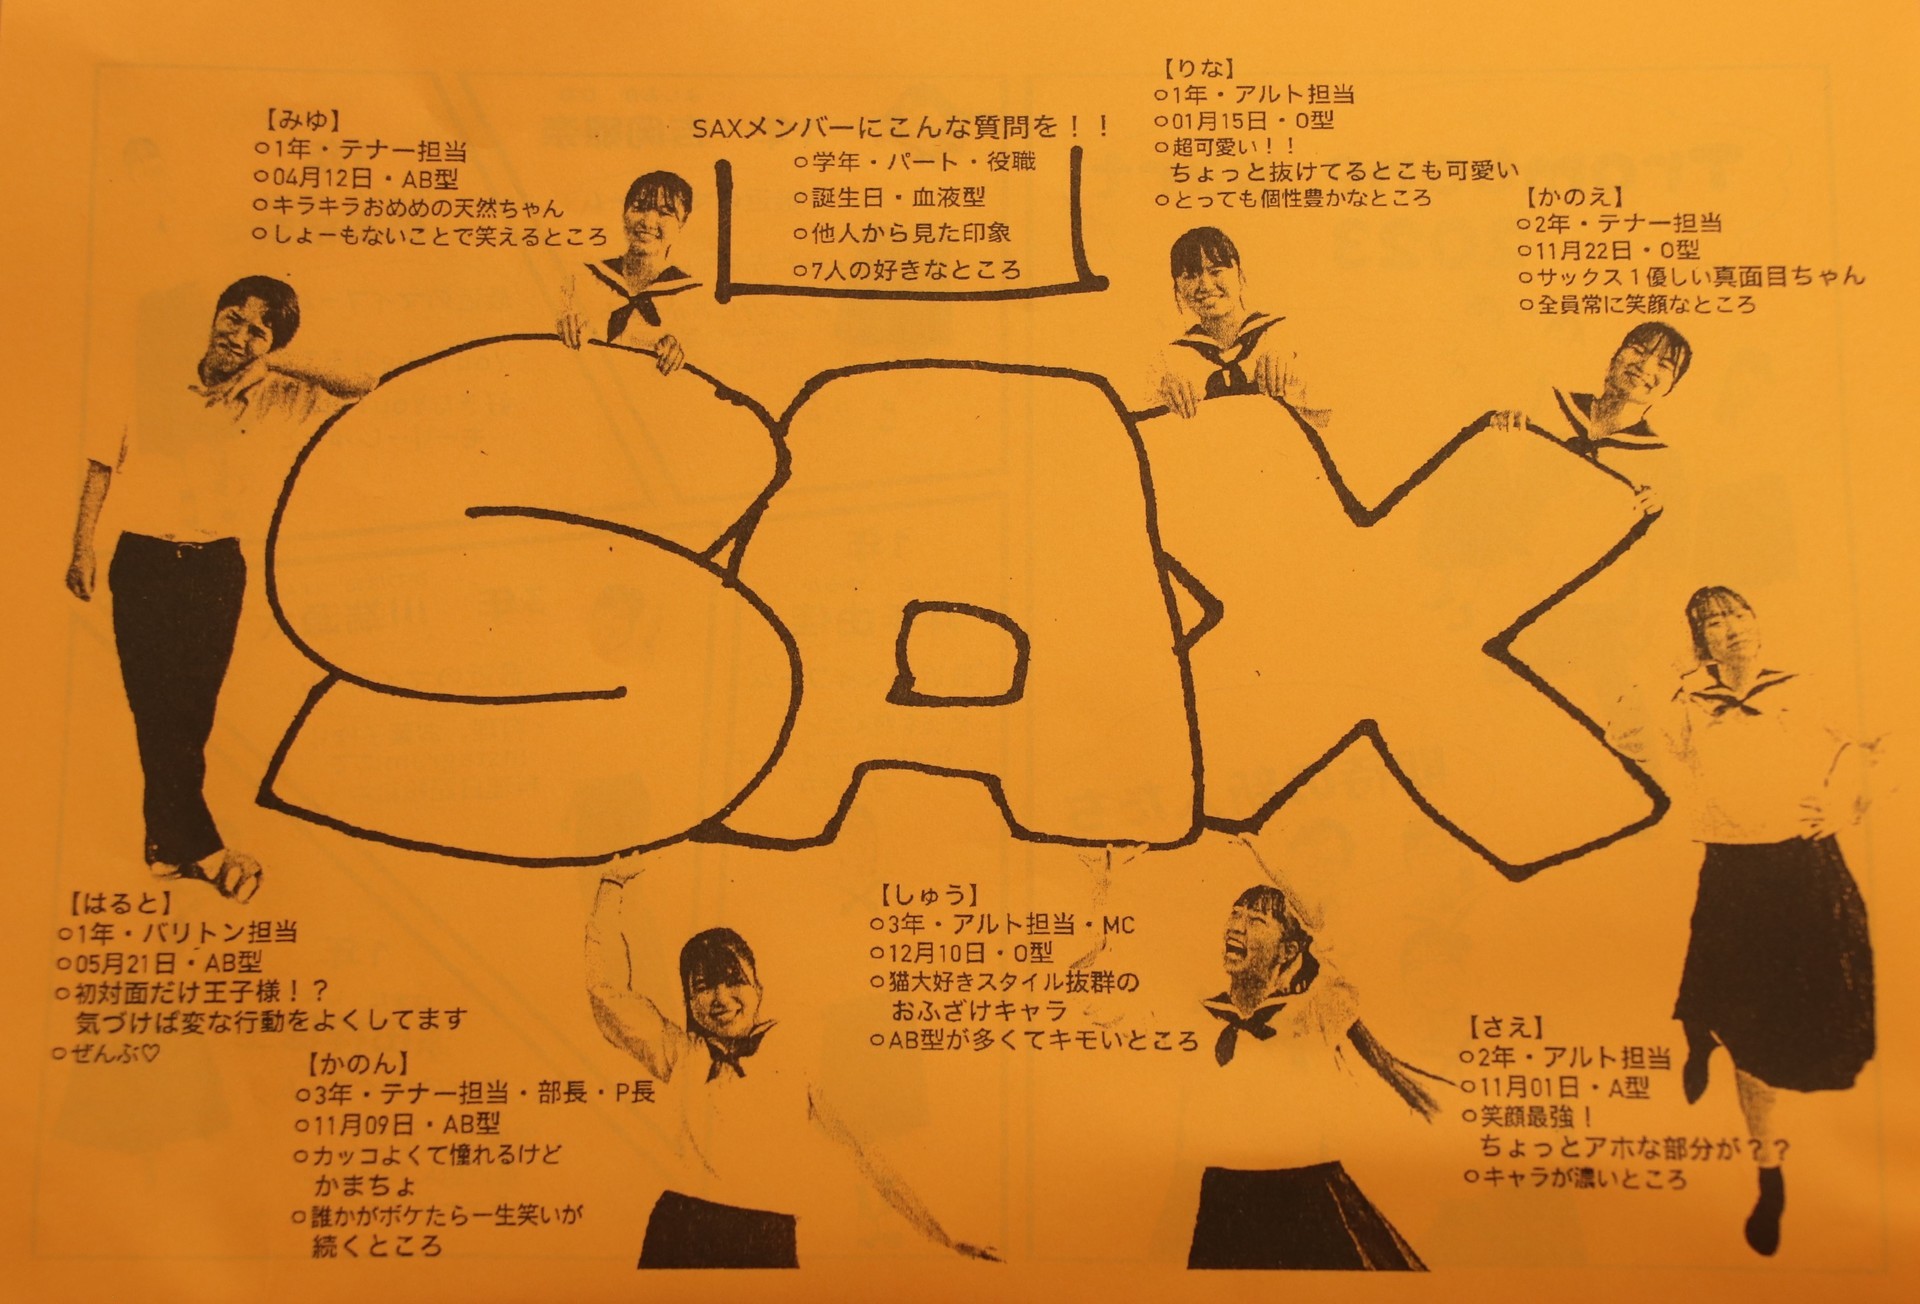 SAXメンバーにこんな質問を！！
○学年・パート・役職
○誕生日・血液型
○他人から見た印象
○7人の好きなところ
【みゆ】
○1年・テナー担当
○04月12日・AB型
○キラキラおめめの天然ちゃん
○しょーもないことで笑えるところ
【りな】
○1年・アルト担当
○01月15日・O型
○超可愛い！！
ちょっと抜けてるとこも可愛い
○とっても個性豊かなところ
【かのえ】
○2年・テナー担当
○11月22日・O型
○サックス１優しい真面目ちゃん
○全員常に笑顔なところ
SAX
【はると】
○1年・バリトン担当
○05月21日・AB型
○初対面だけ王子様！？
気づけば変な行動をよくしてます
○ぜんぶ♡
【かのん】
○3年・テナー担当・部長・P長
○11月09日・AB型
○カッコよくて憧れるけど
かまちょ
○誰かがボケたら一生笑いが
続くところ
【しゅう】
○3年・アルト担当・MC
○12月10日・O型
○猫大好きスタイル抜群の
おふざけキャラ
○AB型が多くてキモいところ
【さえ】
○2年・アルト担当
○11月01日・A型
○笑顔最強！
ちょっとアホな部分が？？
○キャラが濃いところ